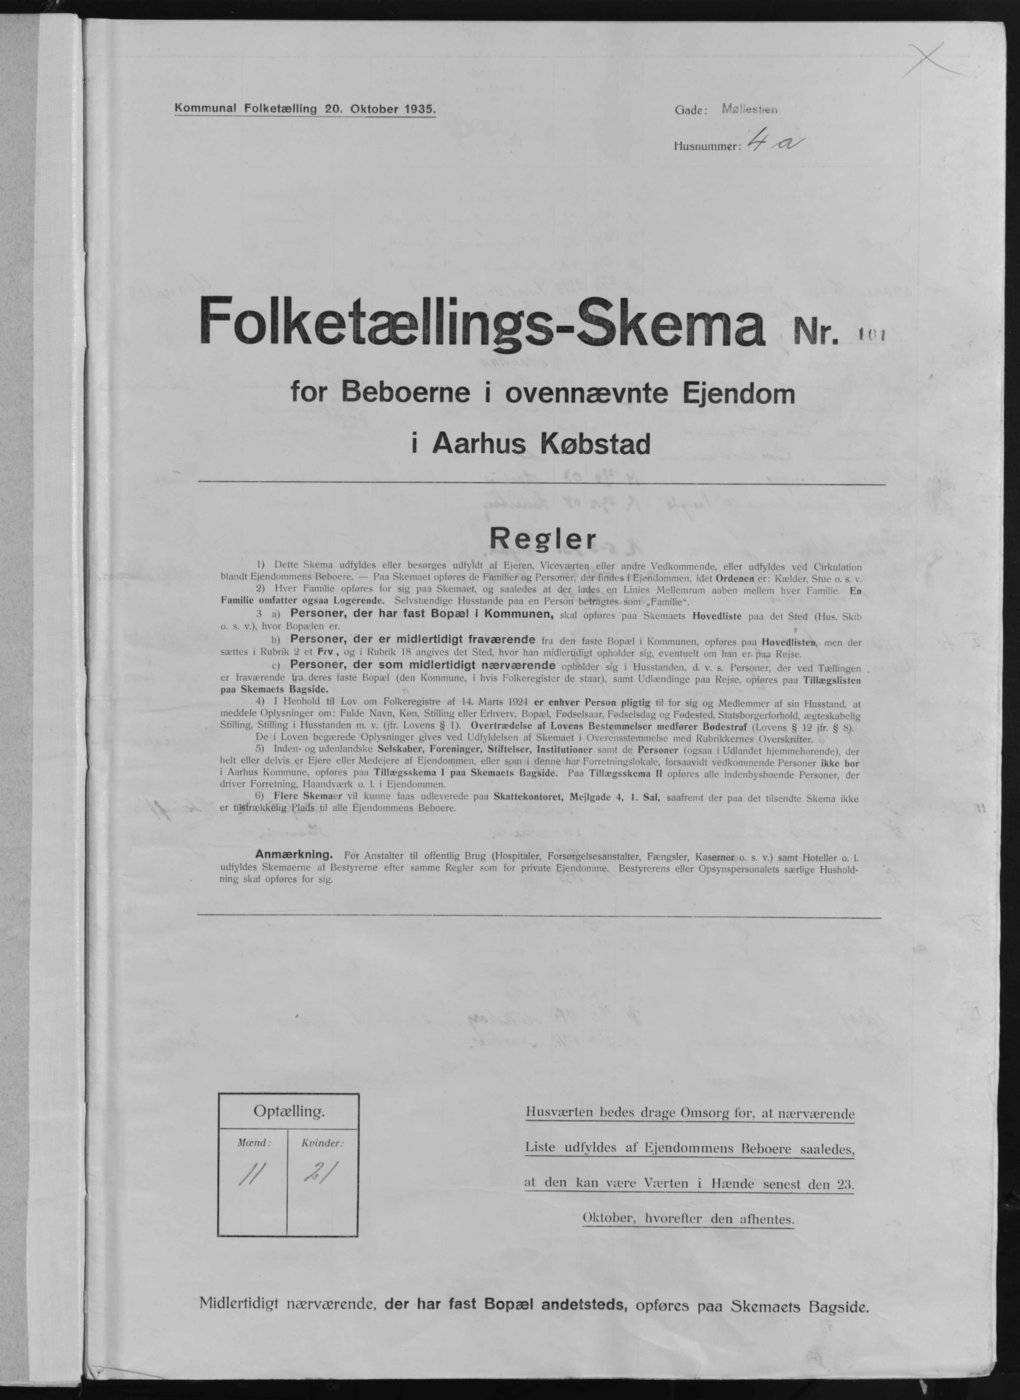 Kommunal Folketælling 20. Oktober 1935.
Gade: Møllestien
Husnummer: 4 a
Folketællings-Skema Nr. 101
for Beboerne i ovennævnte Ejendom
i Aarhus Købstad
Regler
1) Dette Skema udfyldes eller besørges udfyldt af Ejeren, Viceværten eller andre Vedkommende, eller udfyldes ved Cirkulation
blandt Ejendommens Beboere. — Paa Skemaet opføres de Familier og Personer, der findes i Ejendommen, idet Ordenen er: Kælder, Stue o. s. v.
2) Hver Familie opføres for sig paa Skemaet, og saaledes at der lades en Linies Mellemrum aaben mellem hver Familie. En
Familie omfatter ogsaa Logerende. Selvstændige Husstande paa en Person betragtes som „Familie".
3 a) Personer, der har fast Bopæl i Kommunen, skal opføres paa Skemaets Hovedliste paa det Sted (Hus, Skib
o. s. v.), hvor Bopælen er.
b) Personer, der er midlertidigt fraværende fra den faste Bopæl i Kommunen, opføres paa Hovedlisten, men der
sættes i Rubrik 2 et Frv., og i Rubrik 18 angives det Sted, hvor han midlertidigt opholder sig, eventuelt om han er paa Rejse.
c) Personer, der som midlertidigt nærværende opholder sig i Husstanden, d. v. s. Personer, der ved Tællingen
er fraværende fra deres faste Bopæl (den Kommune, i hvis Folkeregister de staar), samt Udlændinge paa Rejse, opføres paa Tillægslisten
paa Skemaets Bagside.
4) I Henhold til Lov om Folkeregistre af 14. Marts 1924 er enhver Person pligtig til for sig og Medlemmer af sin Husstand, at
meddele Oplysninger om: Fulde Navn, Køn, Stilling eller Erhverv, Bopæl, Fødselsaar, Fødselsdag og Fødested, Statsborgerforhold, ægteskabelig
Stilling, Stilling i Husstanden m. v. (jfr. Lovens § 1). Overtrædelse af Lovens Bestemmelser medfører Bødestraf (Lovens § 12 jfr. § 8).
De i Loven begærede Oplysninger gives ved Udfyldelsen af Skemaet i Overensstemmelse med Rubrikkernes Overskrifter.
5) Inden- og udenlandske Selskaber, Foreninger, Stiftelser, Institutioner samt de Personer (ogsaa i Udlandet hjemmehørende), der
helt eller delvis er Ejere eller Medejere af Ejendommen, eller som i denne har Forretningslokale, forsaavidt vedkommende Personer ikke bor
i Aarhus Kommune, opføres paa Tillægsskema I paa Skemaets Bagside. Paa Tillægsskema II opføres alle indenbysboende Personer, der
driver Forretning, Haandværk o. l. i Ejendommen.
6) Flere Skemaer vil kunne faas udleverede paa Skattekontoret, Mejlgade 4, 1. Sal, saafremt der paa det tilsendte Skema ikke
er tilstrækkelig Plads til alle Ejendommens Beboere.
Anmærkning. For Anstalter til offentlig Brug (Hospitaler, Forsørgelsesanstalter, Fængsler, Kaserner o. s. v.) samt Hoteller o. l.
udfyldes Skemaerne af Bestyrerne efter samme Regler som for private Ejendomme. Bestyrerens eller Opsynspersonalets særlige Hushold-
ning skal opføres for sig.
Optælling.
Mænd: Kvinder:
11 21
Husværten bedes drage Omsorg for, at nærværende
Liste udfyldes af Ejendommens Beboere saaledes,
at den kan være Værten i Hænde senest den 23.
Oktober, hvorefter den afhentes.
Midlertidigt nærværende, der har fast Bopæl andetsteds, opføres paa Skemaets Bagside.